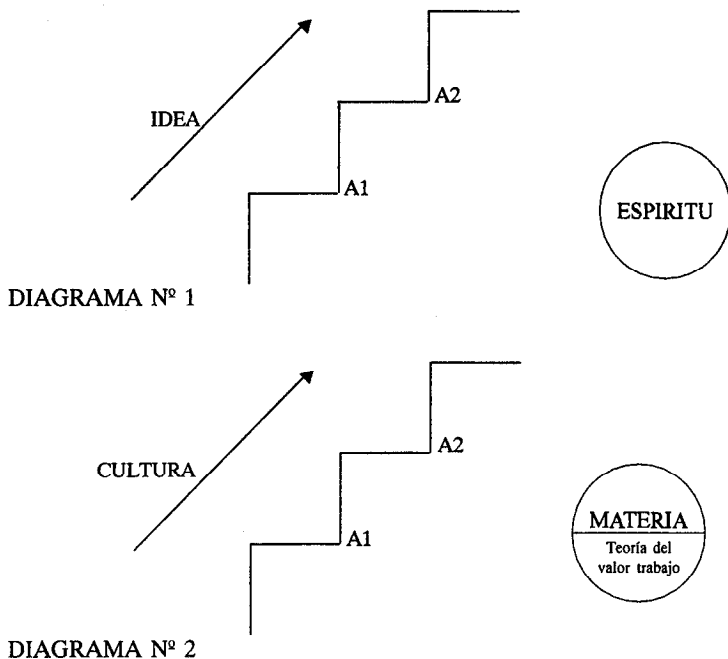 A2
IDEA
A1
ESPIRITU
DIAGRAMA Nº 1
A2
CULTURA
A1
MATERIA
Teoría del
valor trabajo
DIAGRAMA Nº 2